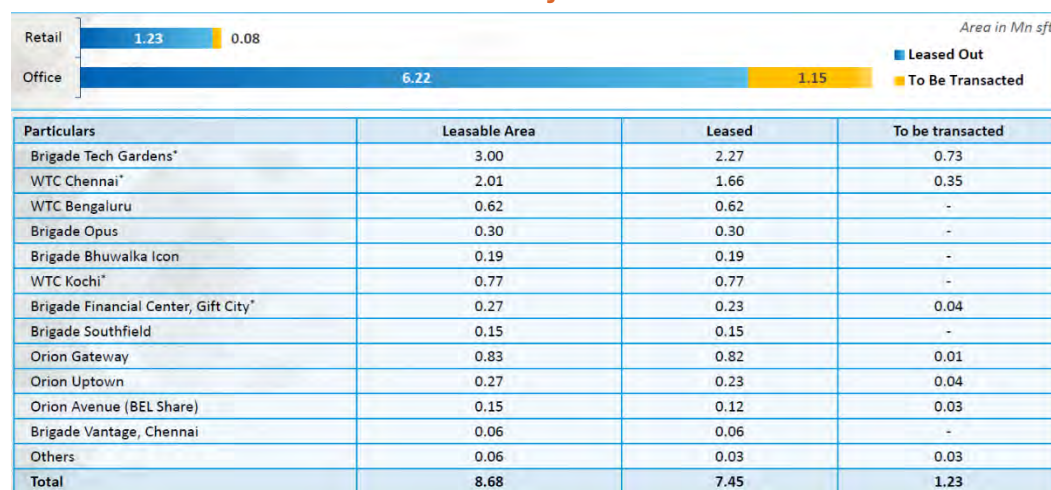 Area in Mn sft
Retail 1.23 0.08
Leased Out
Office 6.22 1.15
To Be Transacted
Particulars Leasable Area Leased To be transacted
Brigade Tech Gardens* 3.00 2.27 0.73
WTC Chennai* 2.01 1.66 0.35
WTC Bengaluru 0.62 0.62 -
Brigade Opus 0.30 0.30 -
Brigade Bhuwalka Icon 0.19 0.19 -
WTC Kochi* 0.77 0.77 -
Brigade Financial Center, Gift City* 0.27 0.23 0.04
Brigade Southfield 0.15 0.15 -
Orion Gateway 0.83 0.82 0.01
Orion Uptown 0.27 0.23 0.04
Orion Avenue (BEL Share) 0.15 0.12 0.03
Brigade Vantage, Chennai 0.06 0.06 -
Others 0.06 0.03 0.03
Total 8.68 7.45 1.23